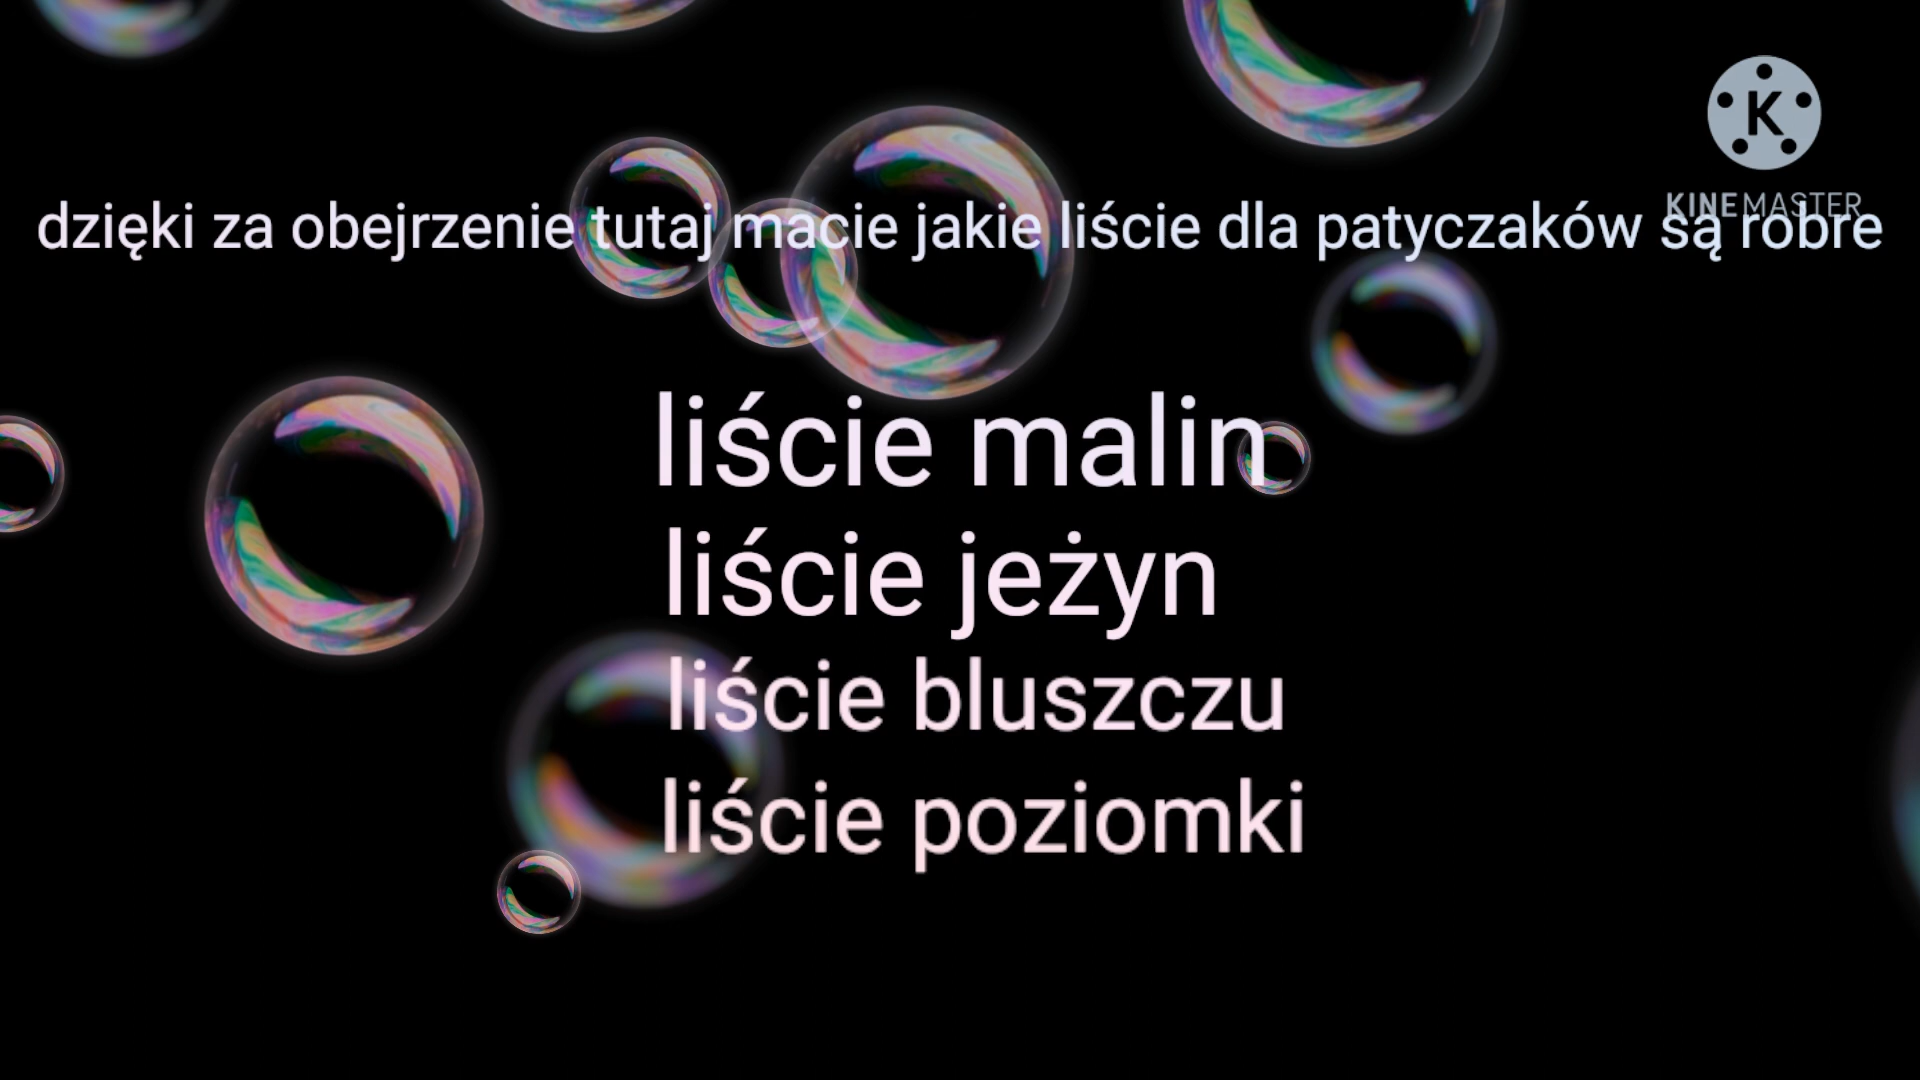 KINEMASTER
dzięki za obejrzenie tutaj macie jakie liście dla patyczaków są robre
liście malin
liście jeżyn
liście bluszczu
liście poziomki